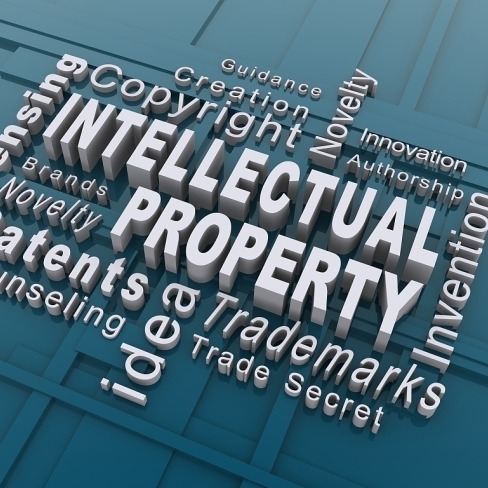 Guidance
Creation
Copyright
Novelty
ensing
INTELLECTUAL
PROPERTY
Innovation
Authorship
Brands
Novelty
atents
unseling
idea
Trademarks
Trade Secret
Invention